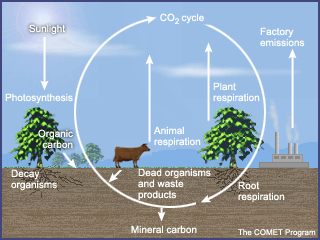 CO2 cycle
Sunlight
Factory
emissions
Photosynthesis
Plant
respiration
Organic
carbon
Animal
respiration
Decay
organisms
Dead organisms
and waste
products
Root
respiration
Mineral carbon
The COMET Program